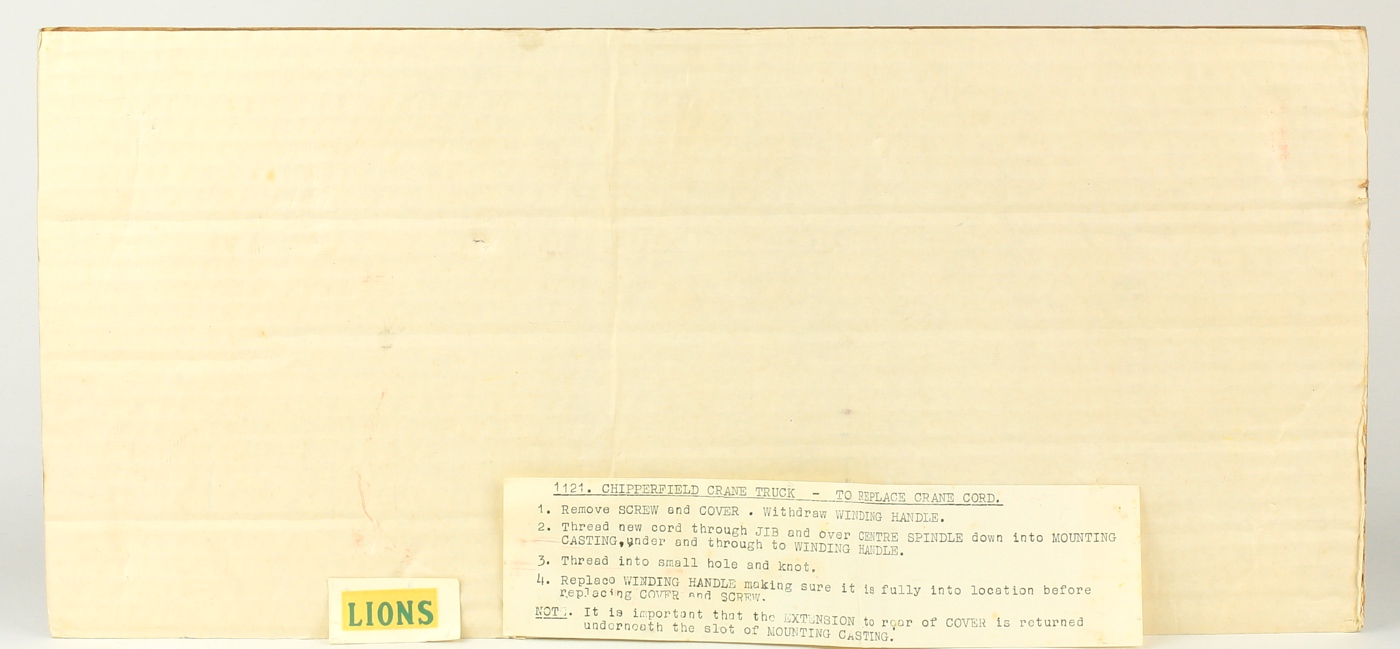 1121. CHIPPERFIELD CRANE TRUCK - TO REPLACE CRANE CORD.
1. Remove SCREW and COVER . Withdraw WINDING HANDLE.
2. Thread new cord through JIB and over CENTRE SPINDLE down into MOUNTING
CASTING,under and through to WINDING HANDLE.
3. Thread into small hole and knot.
4. Replace WINDING HANDLE making sure it is fully into location before
replacing COVER and SCREW.
NOTE. It is important that the EXTENSION to rear of COVER is returned
underneath the slot of MOUNTING CASTING.
LIONS